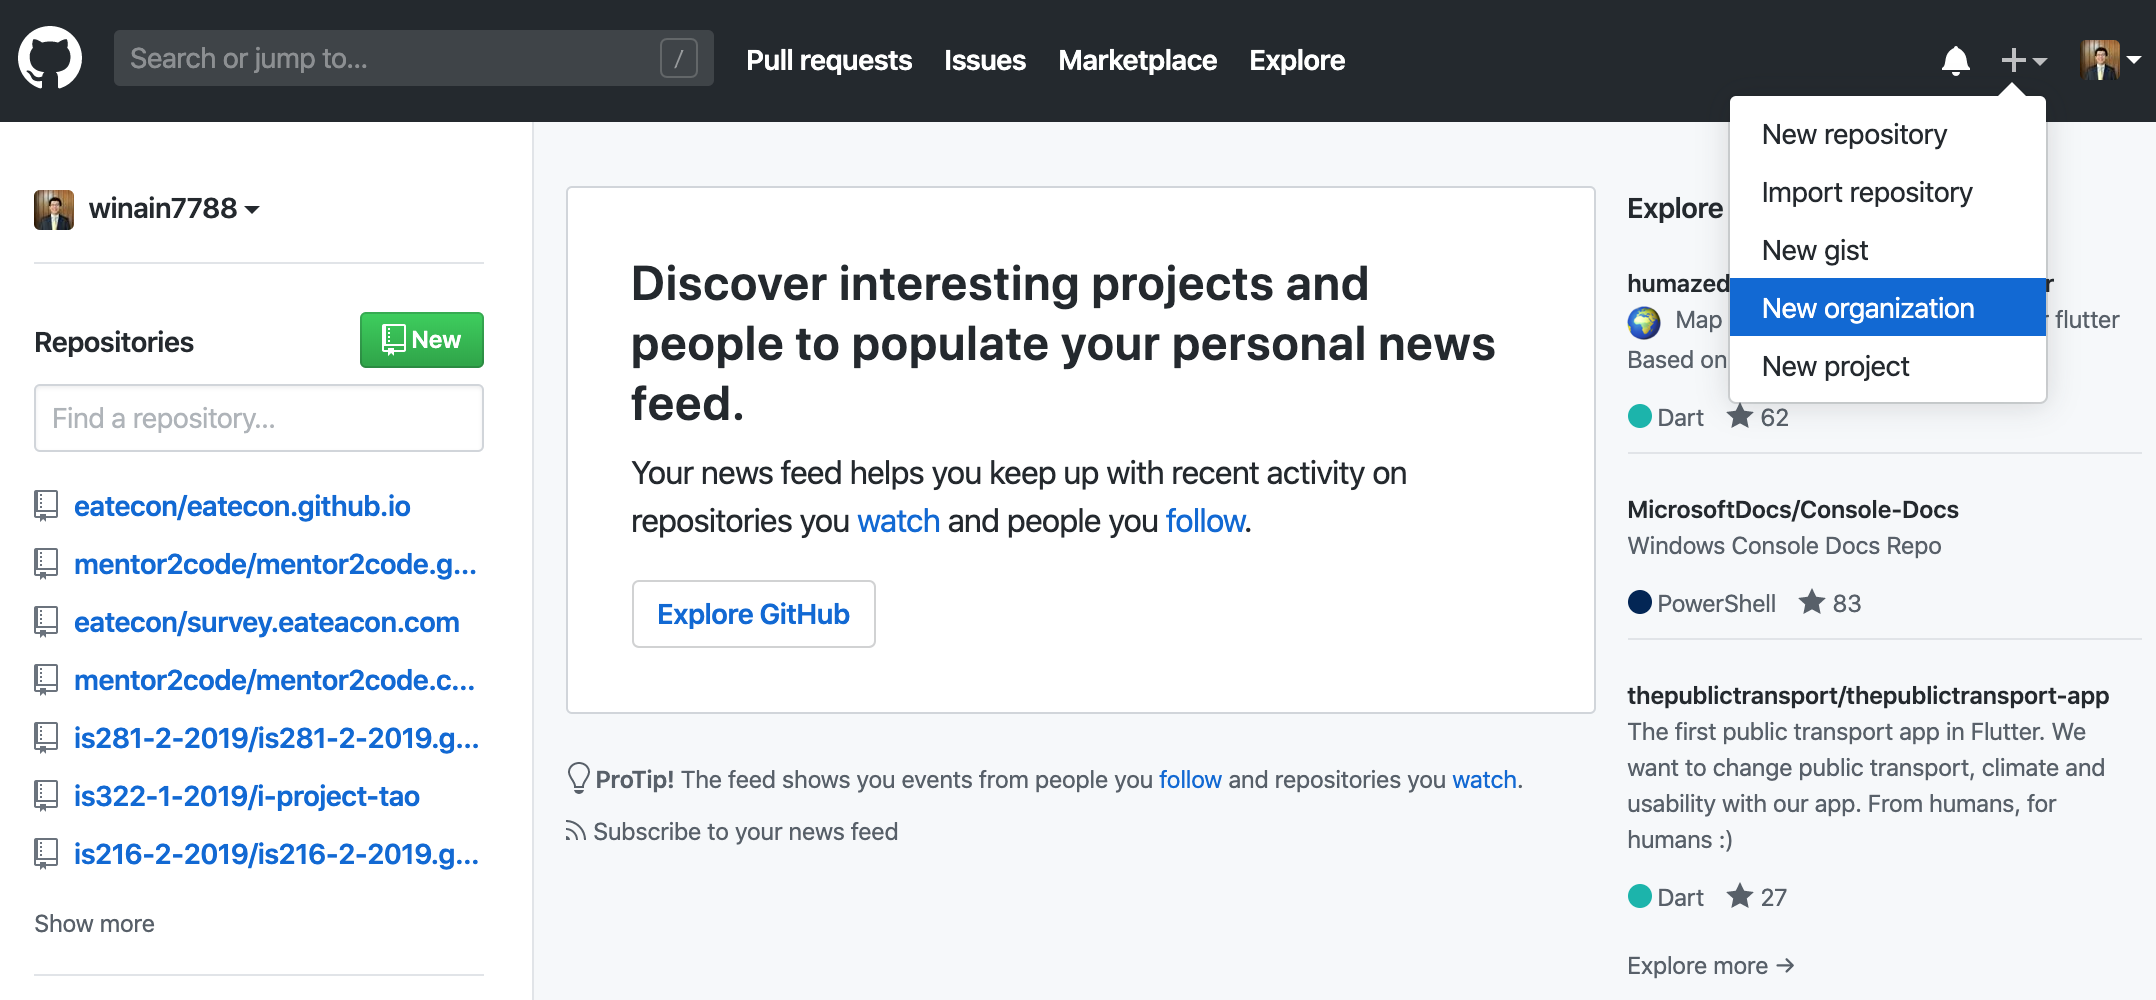 Search or jump to...
/
Pull requests
Issues
Marketplace
Explore
New repository
Import repository
New gist
New organization
New project
winain7788
Repositories
New
Find a repository...
eatecon/eatecon.github.io
mentor2code/mentor2code.g...
eatecon/survey.eateacon.com
mentor2code/mentor2code.c...
is281-2-2019/is281-2-2019.g...
is322-1-2019/i-project-tao
is216-2-2019/is216-2-2019.g...
Show more
Discover interesting projects and
people to populate your personal news
feed.
Your news feed helps you keep up with recent activity on
repositories you watch and people you follow.
Explore GitHub
ProTip! The feed shows you events from people you follow and repositories you watch.
Subscribe to your news feed
Explore
humazed
Map flutter
Based on
Dart 62
MicrosoftDocs/Console-Docs
Windows Console Docs Repo
PowerShell 83
thepublictransport/thepublictransport-app
The first public transport app in Flutter. We
want to change public transport, climate and
usability with our app. From humans, for
humans :)
Dart 27
Explore more →